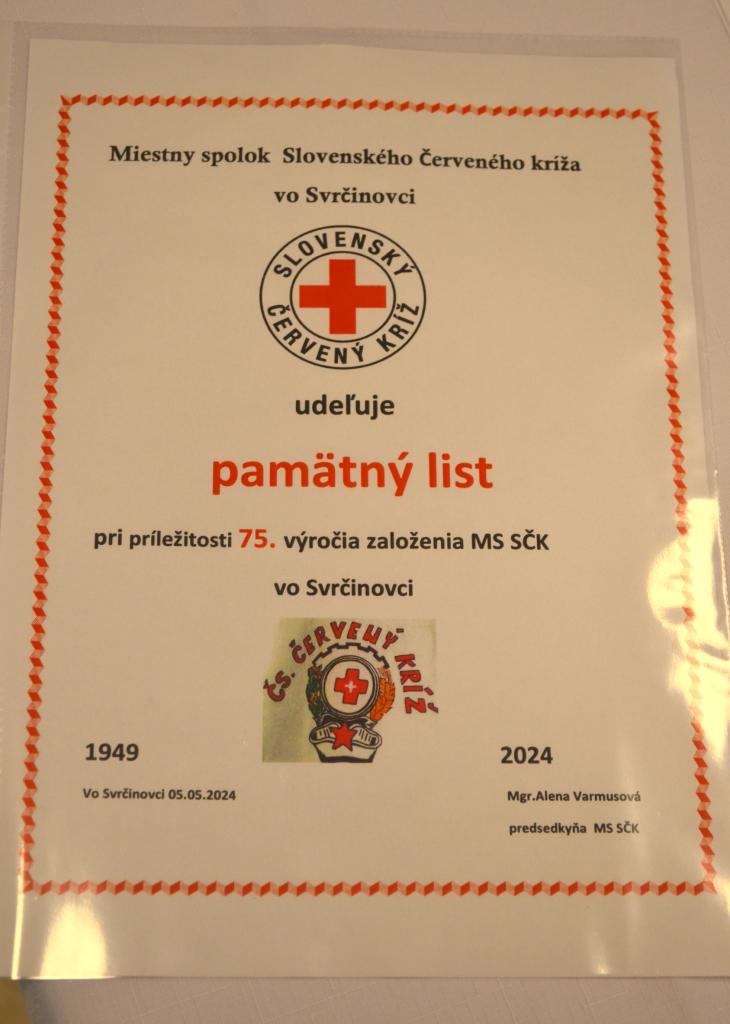 Miestny spolok Slovenského Červeného kríža
vo Svrčinovci
SLOVENSKÝ
ČERVENÝ KRÍŽ
udeľuje
pamätný list
pri príležitosti 75. výročia založenia MS SČK
vo Svrčinovci
ČS. ČERVENÝ KRÍŽ
1949 2024
Vo Svrčinovci 05.05.2024 Mgr.Alena Varmusová
predsedkyňa MS SČK